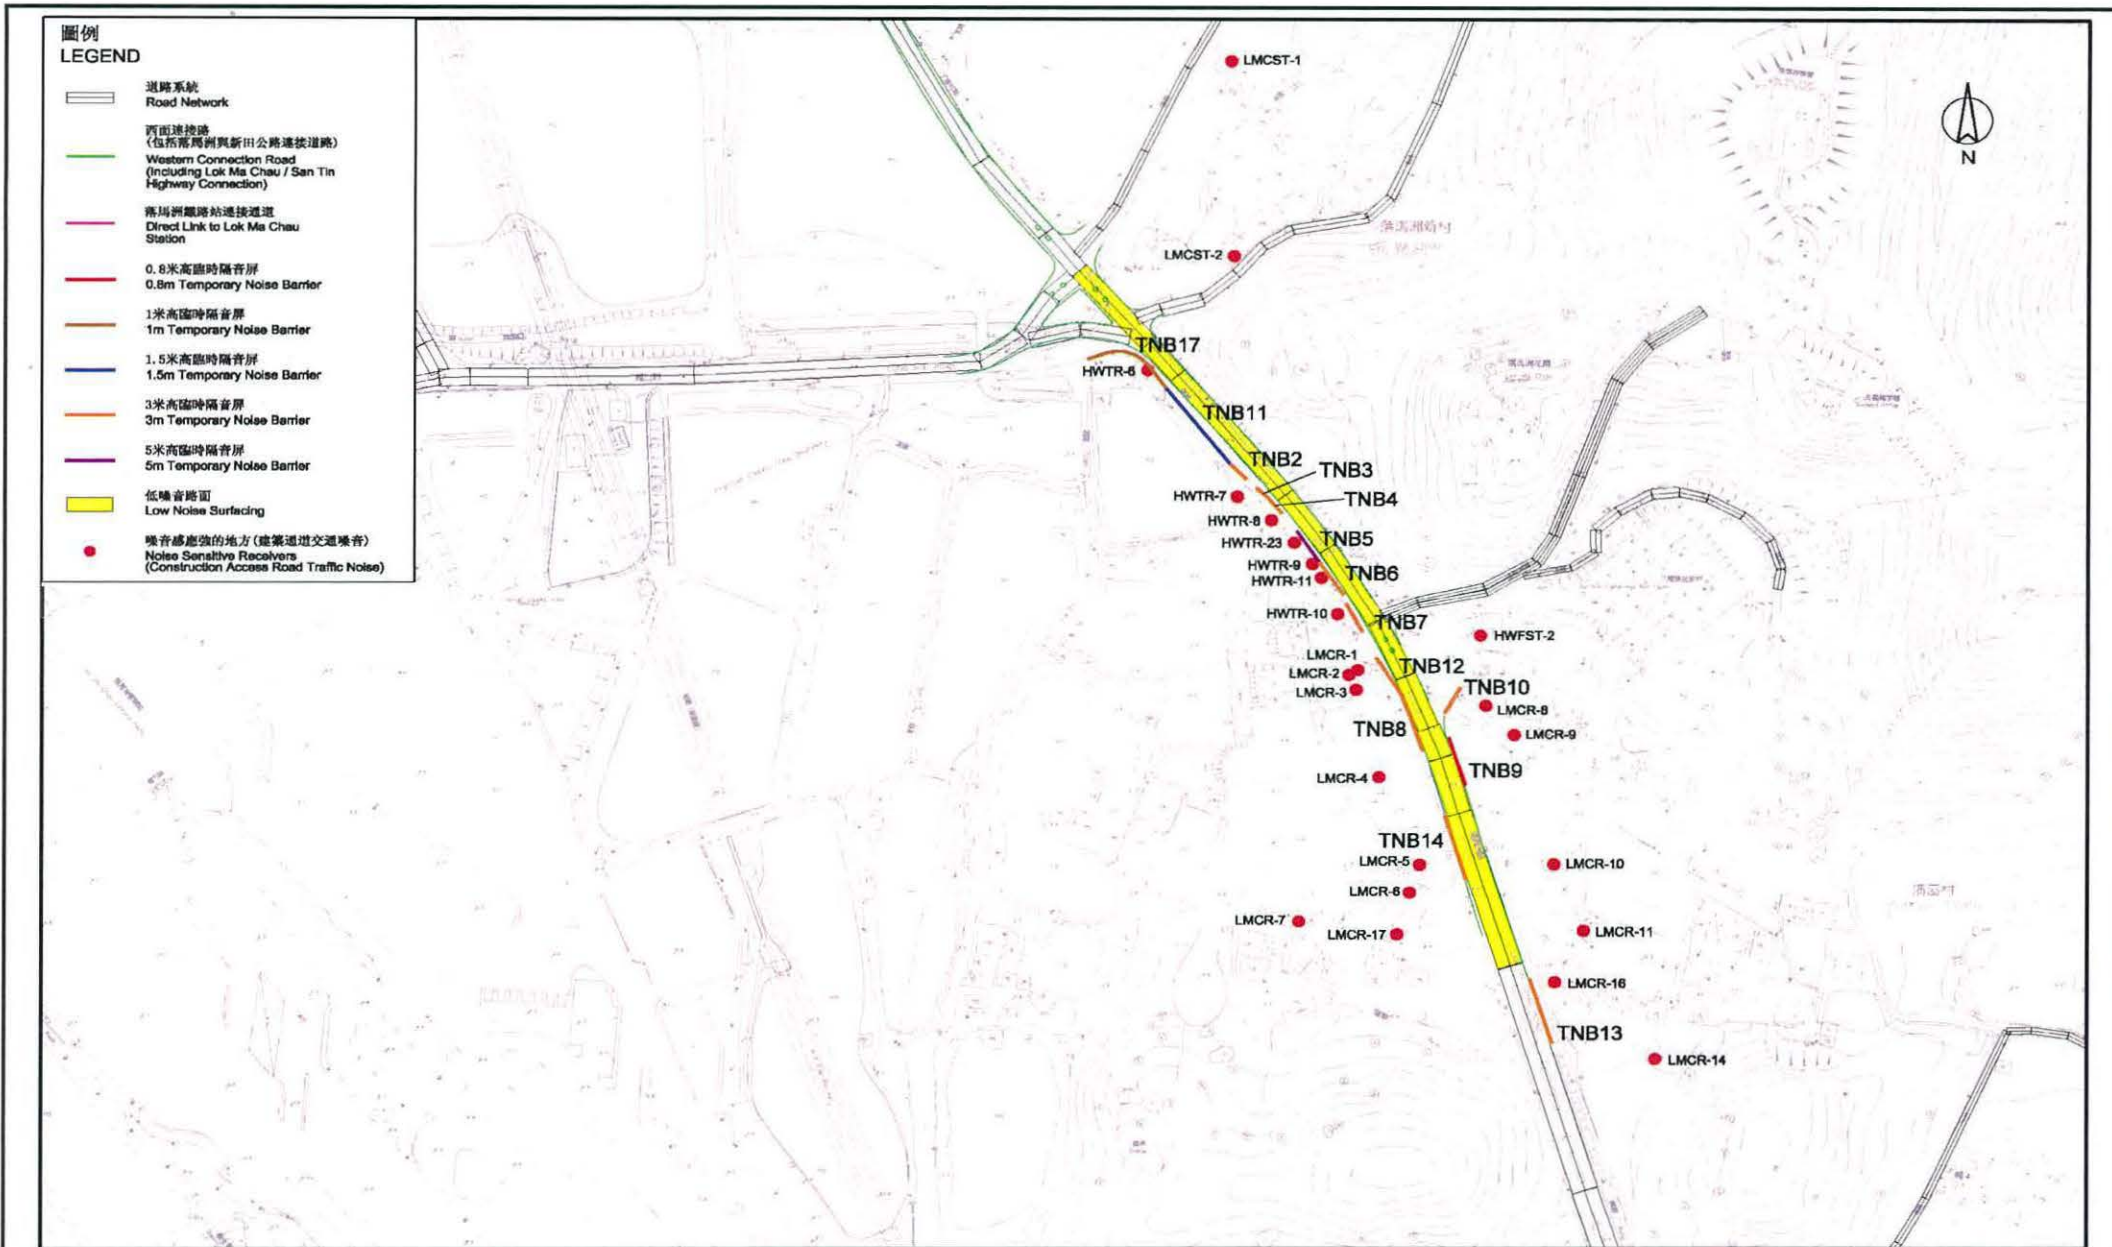 圖例
LEGEND
道路系統
Road Network
西面連接路
(包括落馬洲與新田公路連接道路)
Western Connection Road
(Including Lok Ma Chau / San Tin
Highway Connection)
落馬洲鐵路站連接通道
Direct Link to Lok Ma Chau
Station
0.8米高臨時隔音屏
0.8m Temporary Noise Barrier
1米高臨時隔音屏
1m Temporary Noise Barrier
1.5米高臨時隔音屏
1.5m Temporary Noise Barrier
3米高臨時隔音屏
3m Temporary Noise Barrier
5米高臨時隔音屏
5m Temporary Noise Barrier
低噪音路面
Low Noise Surfacing
噪音感應強的地方(建築通道交通噪音)
Noise Sensitive Receivers
(Construction Access Road Traffic Noise)
N
LMCST-1
LMCST-2
TNB17
HWTR-6
TNB11
TNB2
TNB3
HWTR-7
TNB4
HWTR-8
HWTR-23
TNB5
HWTR-9
TNB6
HWTR-11
HWTR-10
TNB7
HWFST-2
LMCR-1
TNB12
LMCR-2
TNB10
LMCR-3
LMCR-8
TNB8
LMCR-9
TNB9
LMCR-4
TNB14
LMCR-5
LMCR-10
LMCR-6
LMCR-7
LMCR-17
LMCR-11
LMCR-16
TNB13
LMCR-14